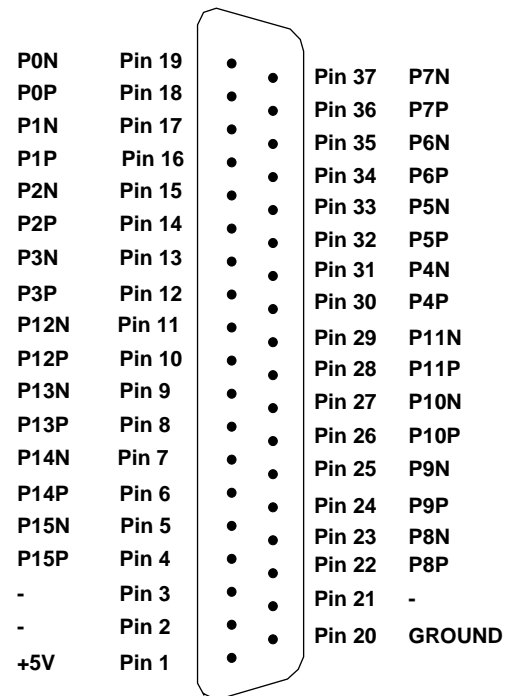 P0N Pin 19
P0P Pin 18
P1N Pin 17
P1P Pin 16
P2N Pin 15
P2P Pin 14
P3N Pin 13
P3P Pin 12
P12N Pin 11
P12P Pin 10
P13N Pin 9
P13P Pin 8
P14N Pin 7
P14P Pin 6
P15N Pin 5
P15P Pin 4
- Pin 3
- Pin 2
+5V Pin 1
Pin 37 P7N
Pin 36 P7P
Pin 35 P6N
Pin 34 P6P
Pin 33 P5N
Pin 32 P5P
Pin 31 P4N
Pin 30 P4P
Pin 29 P11N
Pin 28 P11P
Pin 27 P10N
Pin 26 P10P
Pin 25 P9N
Pin 24 P9P
Pin 23 P8N
Pin 22 P8P
Pin 21 -
Pin 20 GROUND